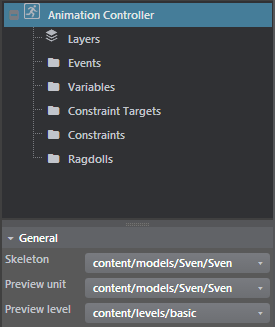 Animation Controller
Layers
Events
Variables
Constraint Targets
Constraints
Ragdolls
General
Skeleton content/models/Sven/Sven
Preview unit content/models/Sven/Sven
Preview level content/levels/basic